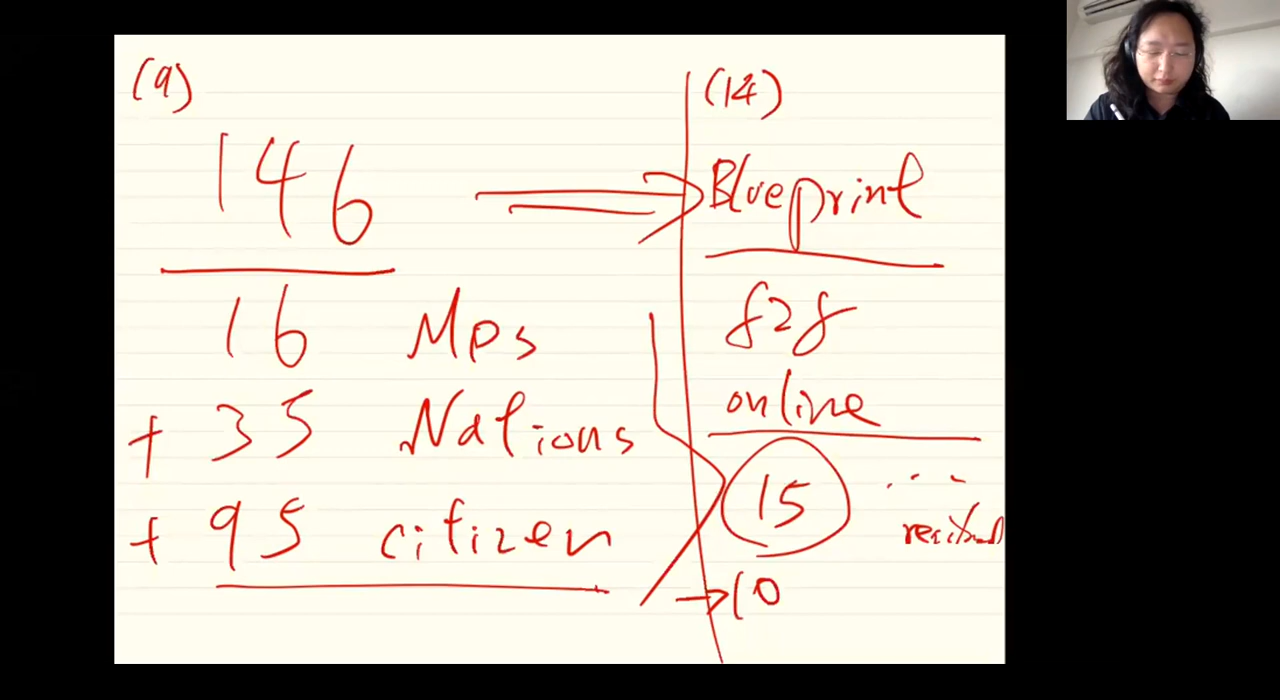 (9)
146
16 Mps
+ 35 Nations
+ 95 citizen
(14)
Blueprint
f2f
online
15 ...
→10